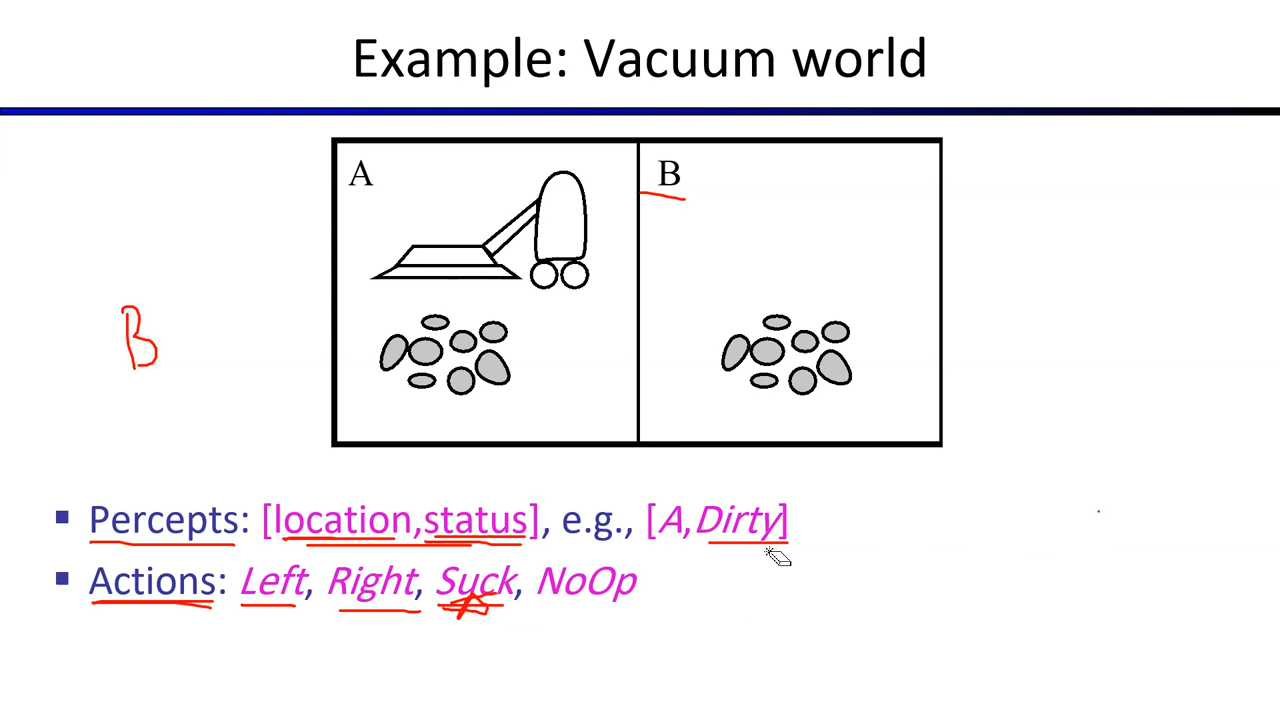 Example: Vacuum world
A
B
B
▪ Percepts: [location,status], e.g., [A,Dirty]
▪ Actions: Left, Right, Suck, NoOp